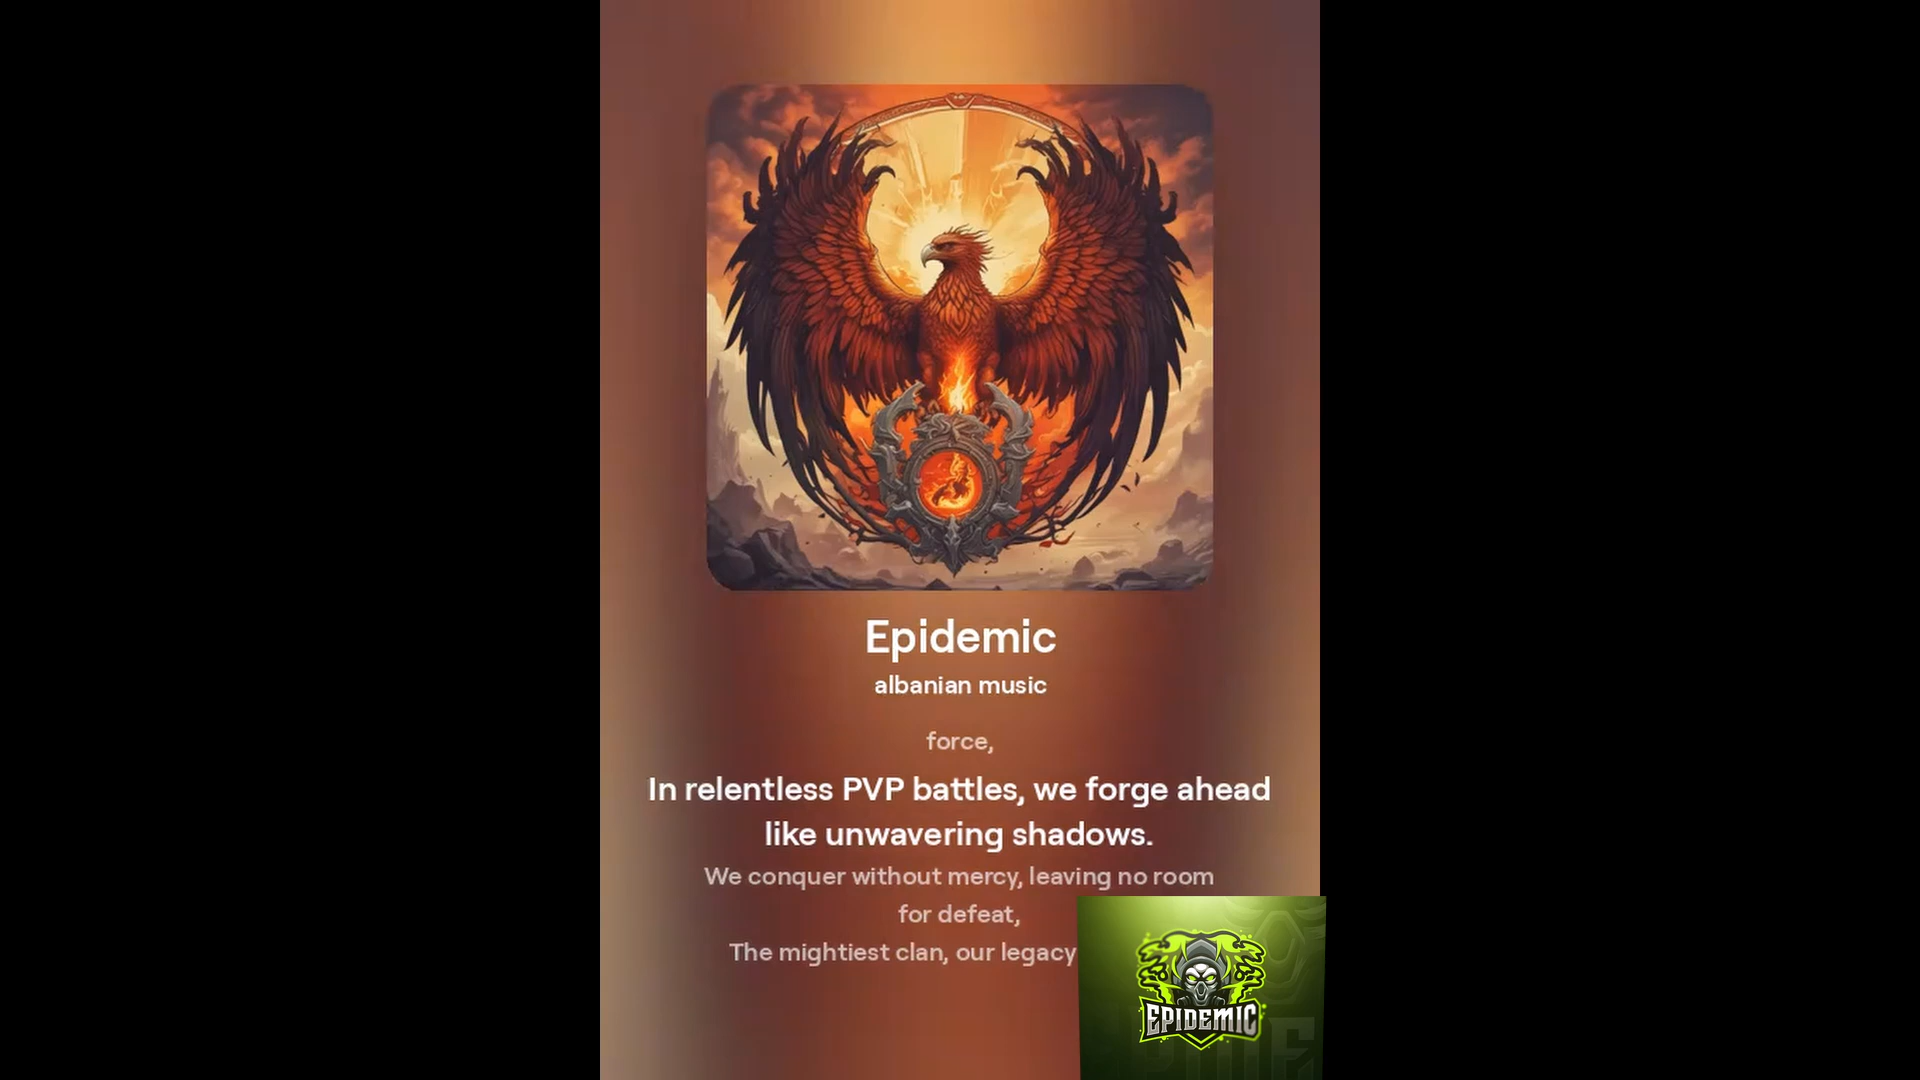 Epidemic
albanian music
force,
In relentless PVP battles, we forge ahead
like unwavering shadows.
We conquer without mercy, leaving no room
for defeat,
The mightiest clan, our legacy
EPIDEMIC